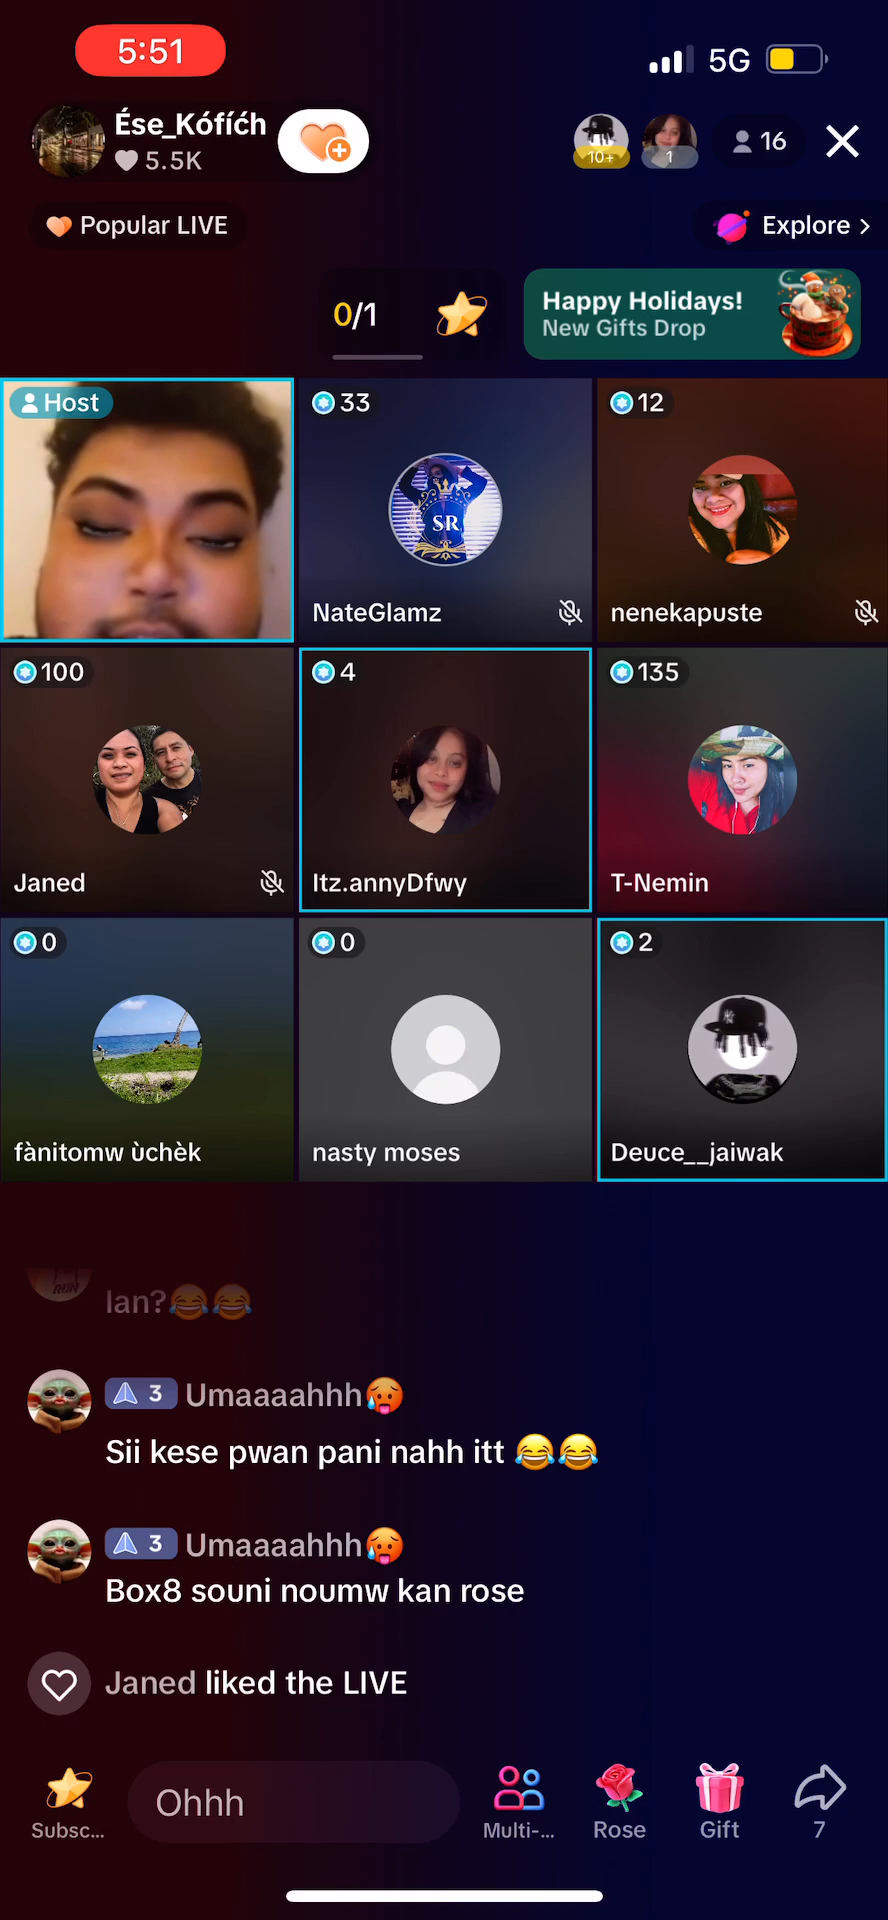 5:51
5G
Ése_Kófíćh
5.5K
10+
1
16
Popular LIVE
Explore >
0/1
Happy Holidays!
New Gifts Drop
Host
33
12
SR
NateGlamz
nenekapuste
100
4
135
Janed
Itz.annyDfwy
T-Nemin
0
0
2
fànitomw ùchèk
nasty moses
Deuce__jaiwak
RUN
lan?😂😂
3 Umaaaahhh🥵
Sii kese pwan pani nahh itt 😂😂
3 Umaaaahhh🥵
Box8 souni noumw kan rose
Janed liked the LIVE
Ohhh
Subsc...
Multi-...
Rose
Gift
7